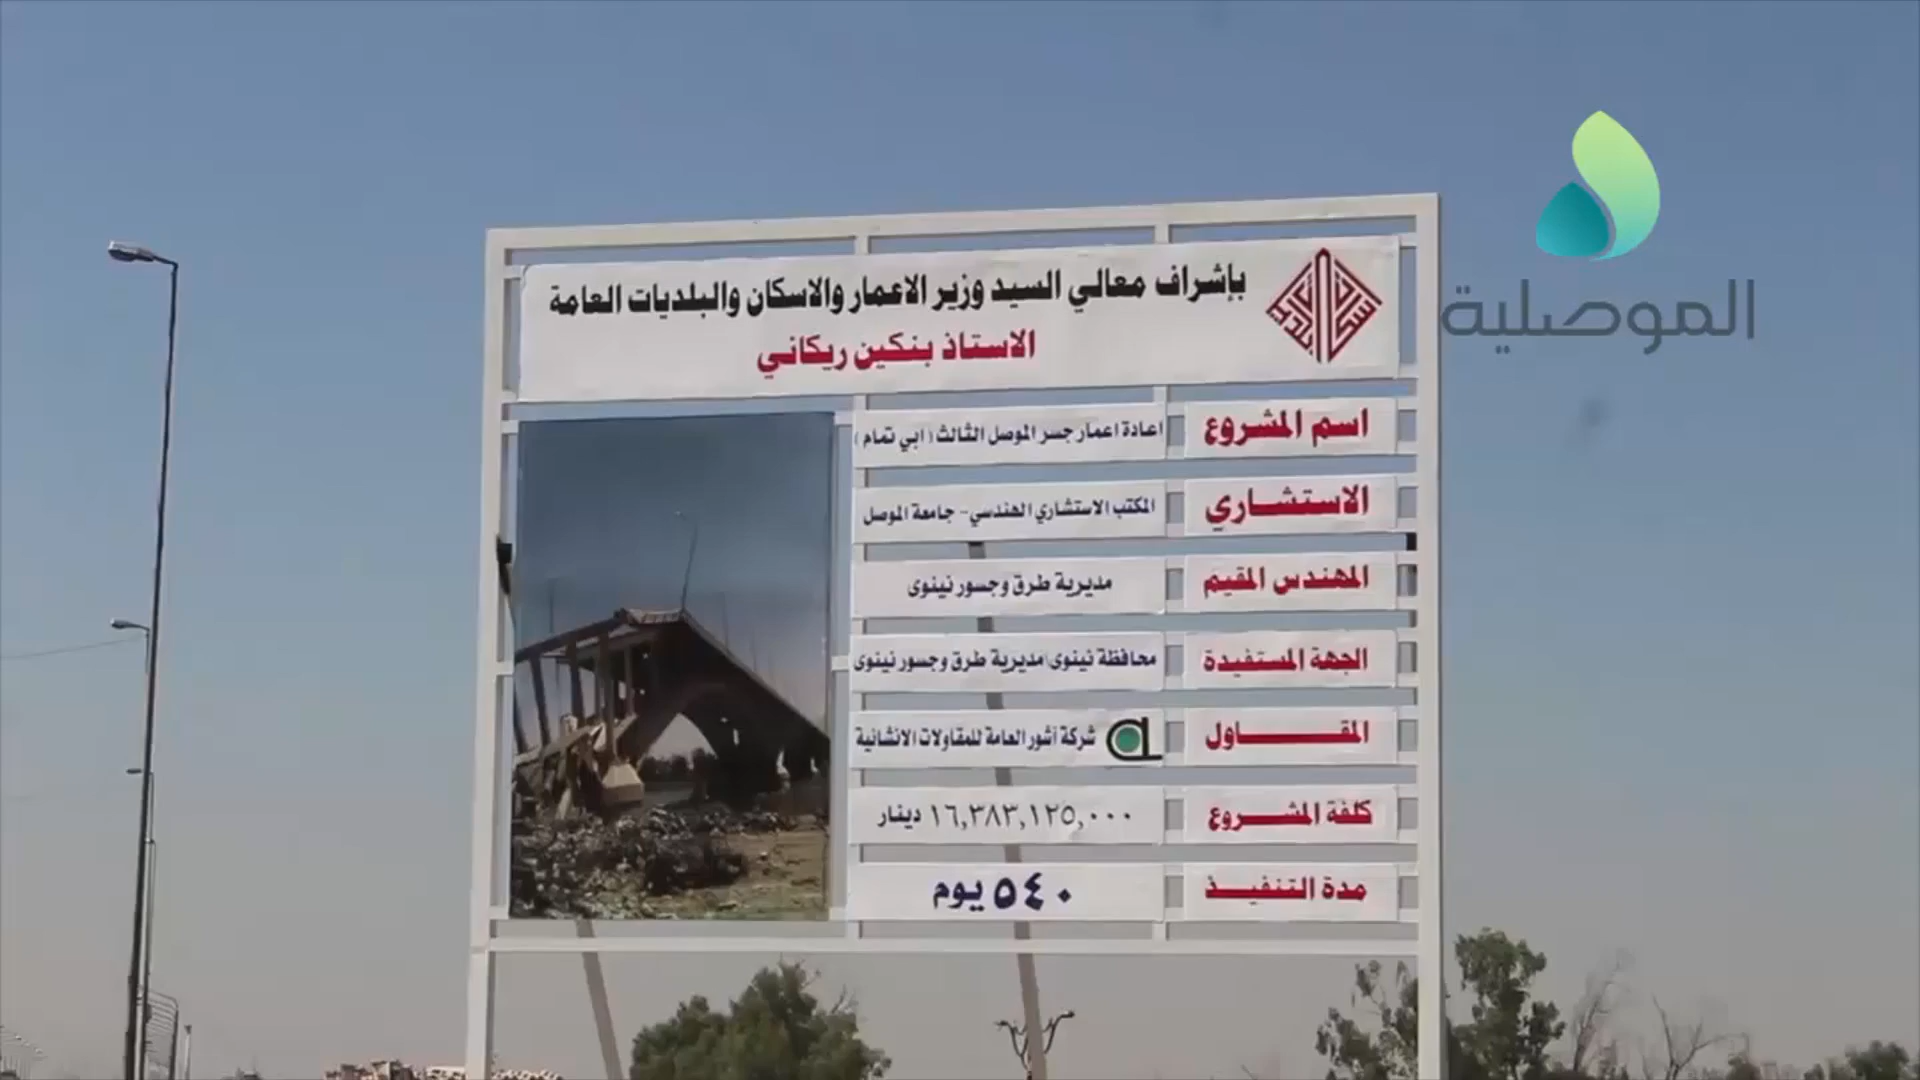 الموصلية
بإشراف معالي السيد وزير الاعمار والاسكان والبلديات العامة
الاستاذ بنكين ريكاني
اسم المشروع
اعادة اعمار جسر الموصل الثالث (ابي تمام)
الاستشاري
المكتب الاستشاري الهندسي - جامعة الموصل
المهندس المقيم
مديرية طرق وجسور نينوى
الجهة المستفيدة
محافظة نينوى\مديرية طرق وجسور نينوى
المقاول
شركة أشور العامة للمقاولات الانشائية
كلفة المشروع
١٦,٣٨٣,١٢٥,٠٠٠ دينار
مدة التنفيذ
٥٤٠ يوم